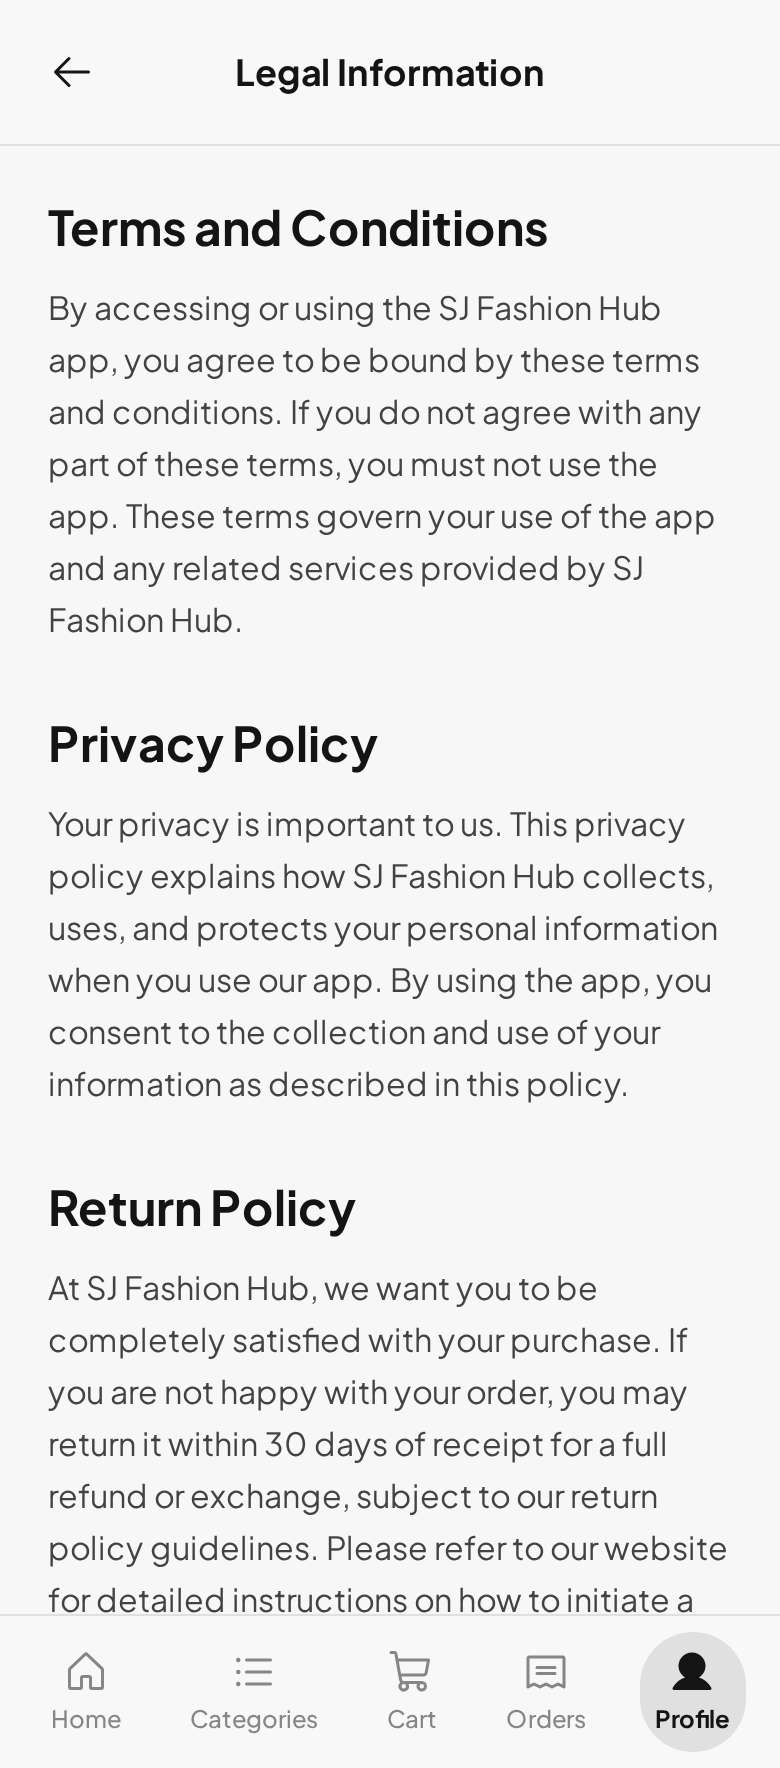 Legal Information
Terms and Conditions
By accessing or using the SJ Fashion Hub
app, you agree to be bound by these terms
and conditions. If you do not agree with any
part of these terms, you must not use the
app. These terms govern your use of the app
and any related services provided by SJ
Fashion Hub.
Privacy Policy
Your privacy is important to us. This privacy
policy explains how SJ Fashion Hub collects,
uses, and protects your personal information
when you use our app. By using the app, you
consent to the collection and use of your
information as described in this policy.
Return Policy
At SJ Fashion Hub, we want you to be
completely satisfied with your purchase. If
you are not happy with your order, you may
return it within 30 days of receipt for a full
refund or exchange, subject to our return
policy guidelines. Please refer to our website
for detailed instructions on how to initiate a
Home Categories Cart Orders Profile